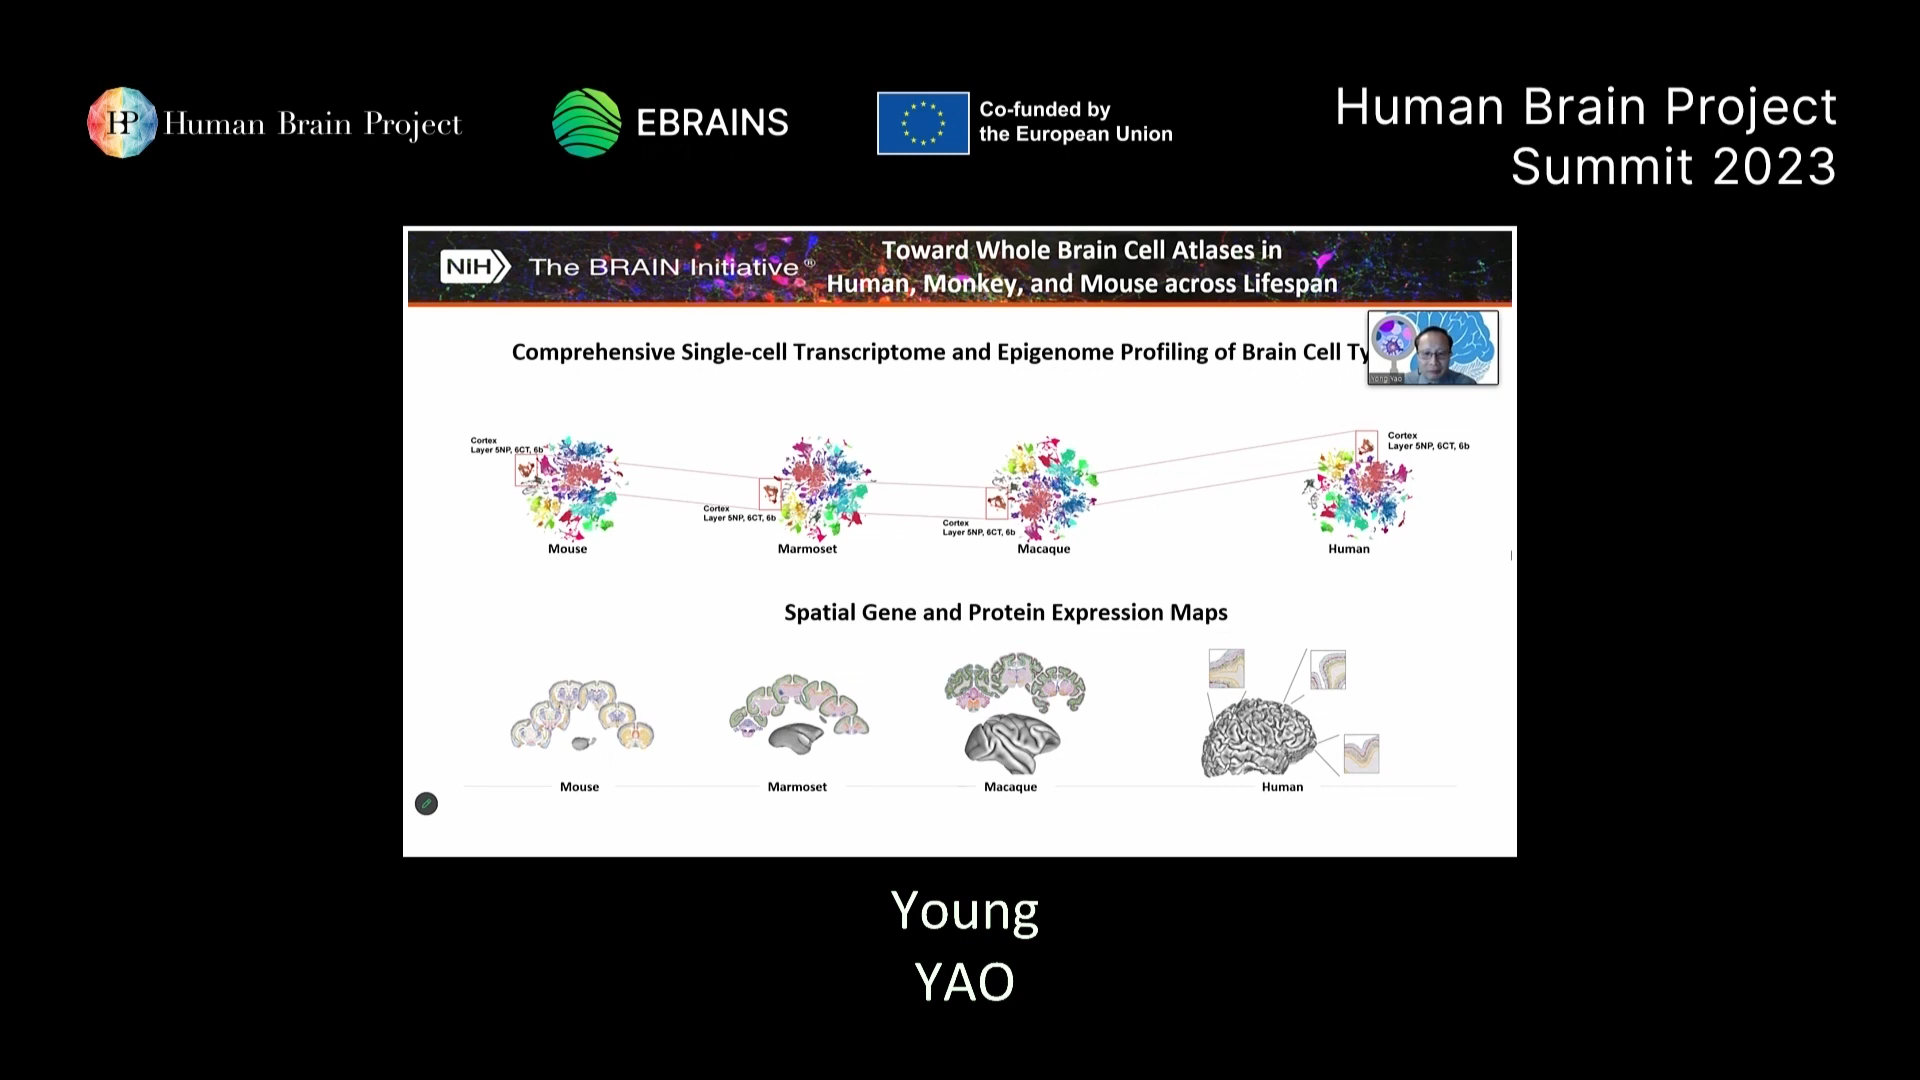 HP Human Brain Project
EBRAINS
Co-funded by
the European Union
Human Brain Project
Summit 2023
NIH The BRAIN Initiative®
Toward Whole Brain Cell Atlases in
Human, Monkey, and Mouse across Lifespan
Comprehensive Single-cell Transcriptome and Epigenome Profiling of Brain Cell Ty
Yong Yao
Cortex
Layer 5NP, 6CT, 6b
Cortex
Layer 5NP, 6CT, 6b
Cortex
Layer 5NP, 6CT, 6b
Cortex
Layer 5NP, 6CT, 6b
Mouse
Marmoset
Macaque
Human
Spatial Gene and Protein Expression Maps
Mouse
Marmoset
Macaque
Human
Young
YAO